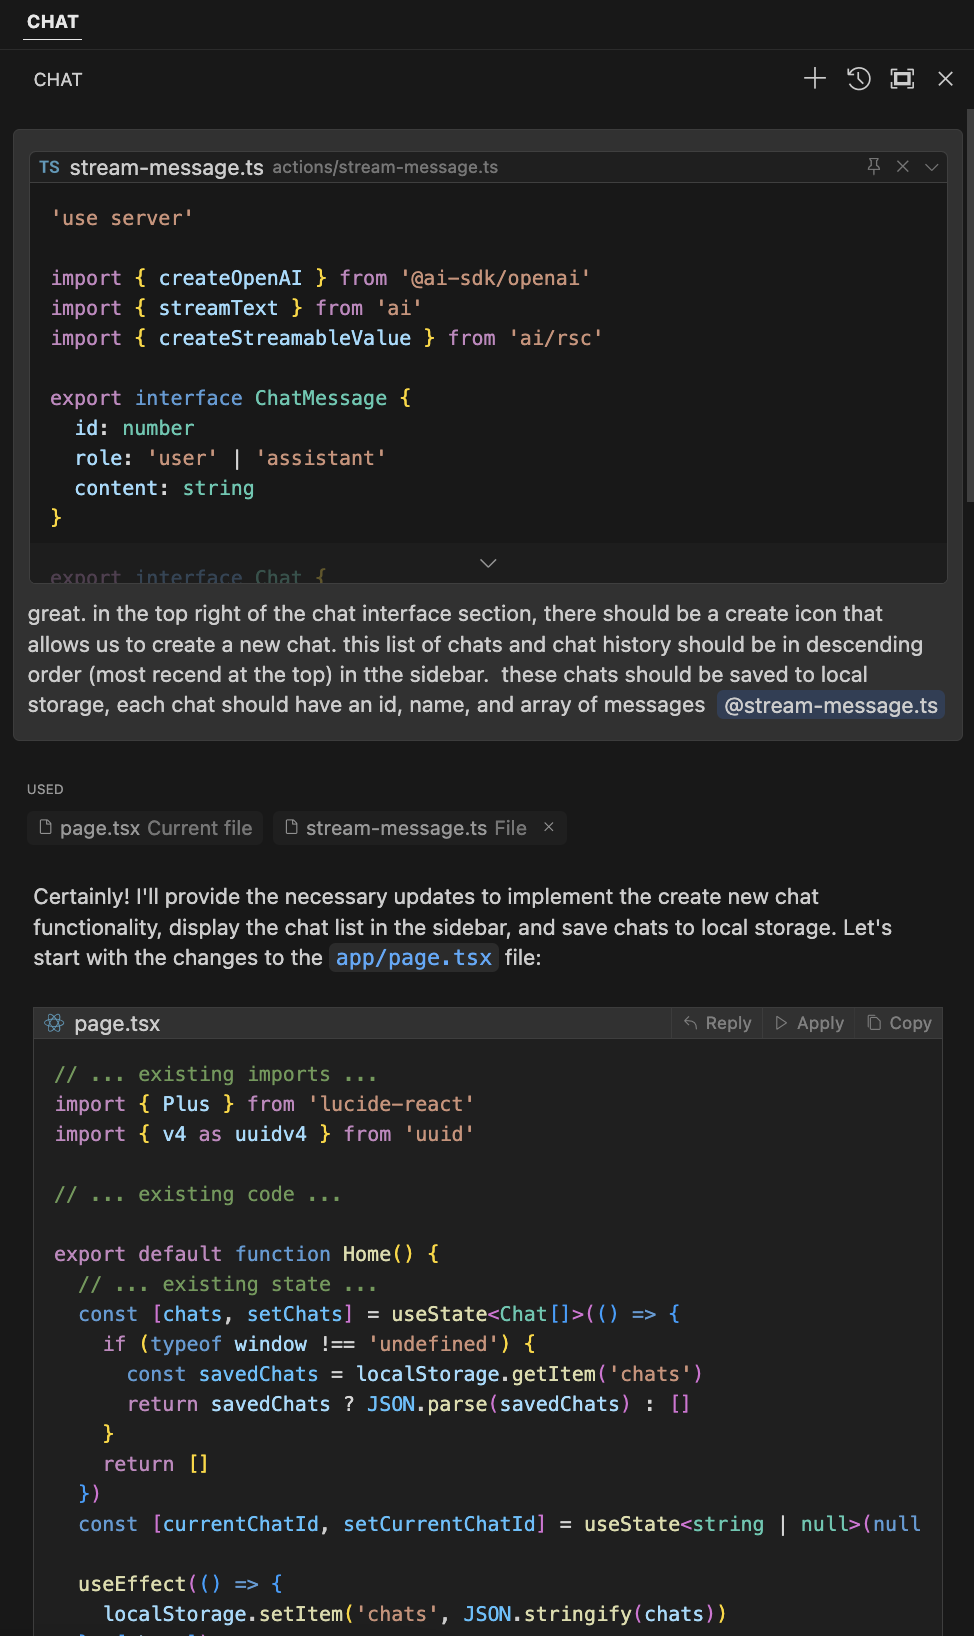 CHAT
CHAT
TS stream-message.ts actions/stream-message.ts
'use server'
import { createOpenAI } from '@ai-sdk/openai'
import { streamText } from 'ai'
import { createStreamableValue } from 'ai/rsc'
export interface ChatMessage {
id: number
role: 'user' | 'assistant'
content: string
}
export interface Chat {
great. in the top right of the chat interface section, there should be a create icon that
allows us to create a new chat. this list of chats and chat history should be in descending
order (most recend at the top) in tthe sidebar.  these chats should be saved to local
storage, each chat should have an id, name, and array of messages @stream-message.ts
USED
page.tsx Current file stream-message.ts File
Certainly! I'll provide the necessary updates to implement the create new chat
functionality, display the chat list in the sidebar, and save chats to local storage. Let's
start with the changes to the app/page.tsx file:
page.tsx Reply Apply Copy
// ... existing imports ...
import { Plus } from 'lucide-react'
import { v4 as uuidv4 } from 'uuid'
// ... existing code ...
export default function Home() {
// ... existing state ...
const [chats, setChats] = useState<Chat[]>(() => {
if (typeof window !== 'undefined') {
const savedChats = localStorage.getItem('chats')
return savedChats ? JSON.parse(savedChats) : []
}
return []
})
const [currentChatId, setCurrentChatId] = useState<string | null>(null
useEffect(() => {
localStorage.setItem('chats', JSON.stringify(chats))